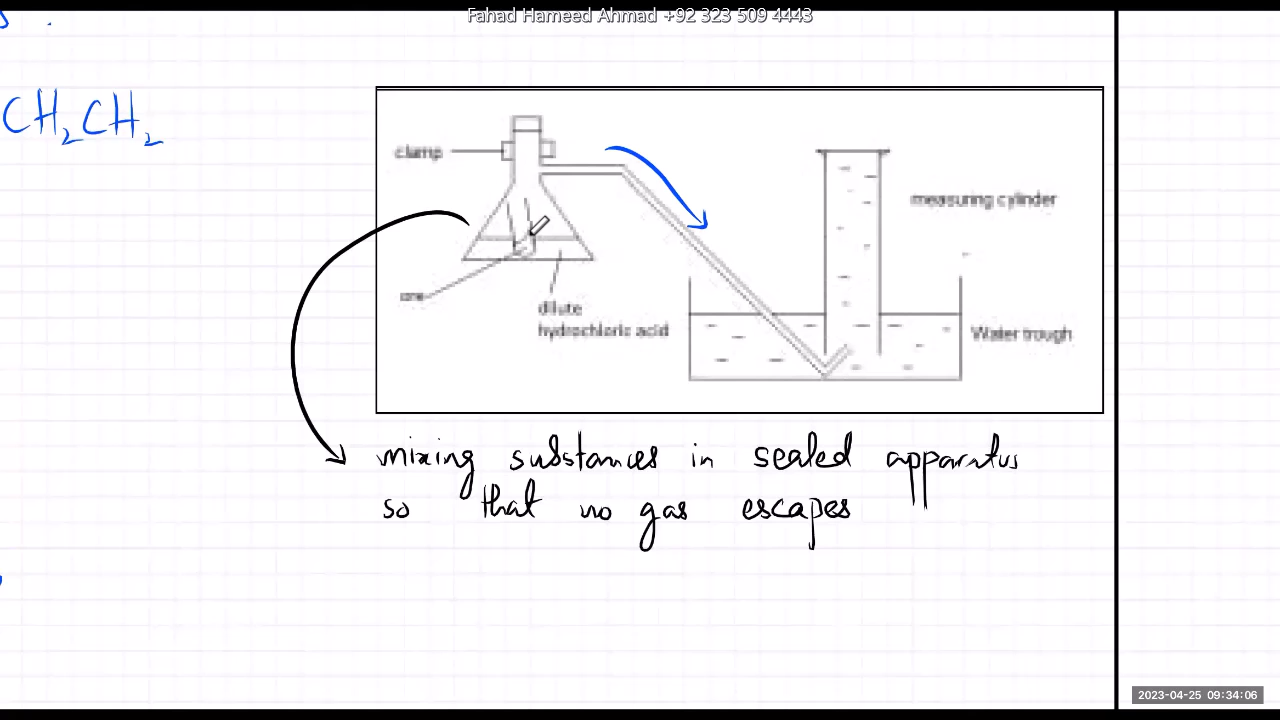 Fahad Hameed Ahmad +92 323 509 4443
CH₂CH₂
clamp
measuring cylinder
ore
dilute
hydrochloric acid
Water trough
mixing substances in sealed apparatus
so that no gas escapes
2023-04-25 09:34:06